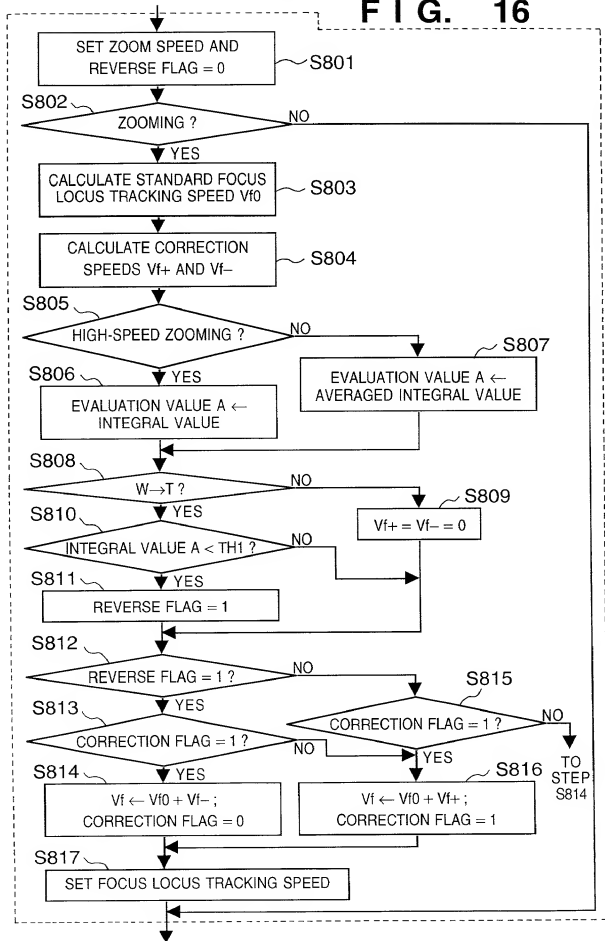 FIG. 16
SET ZOOM SPEED AND
REVERSE FLAG = 0
S801
S802
ZOOMING ?
NO
YES
CALCULATE STANDARD FOCUS
LOCUS TRACKING SPEED Vf0
S803
CALCULATE CORRECTION
SPEEDS Vf+ AND Vf−
S804
S805
HIGH-SPEED ZOOMING ?
NO
YES
S806
EVALUATION VALUE A ←
INTEGRAL VALUE
S807
EVALUATION VALUE A ←
AVERAGED INTEGRAL VALUE
S808
W→T ?
NO
YES
S809
Vf+ = Vf− = 0
S810
INTEGRAL VALUE A < TH1 ?
NO
YES
S811
REVERSE FLAG = 1
S812
REVERSE FLAG = 1 ?
NO
YES
S813
CORRECTION FLAG = 1 ?
NO
YES
S815
CORRECTION FLAG = 1 ?
NO
YES
TO
STEP
S814
S814
Vf ← Vf0 + Vf− ;
CORRECTION FLAG = 0
S816
Vf ← Vf0 + Vf+ ;
CORRECTION FLAG = 1
S817
SET FOCUS LOCUS TRACKING SPEED